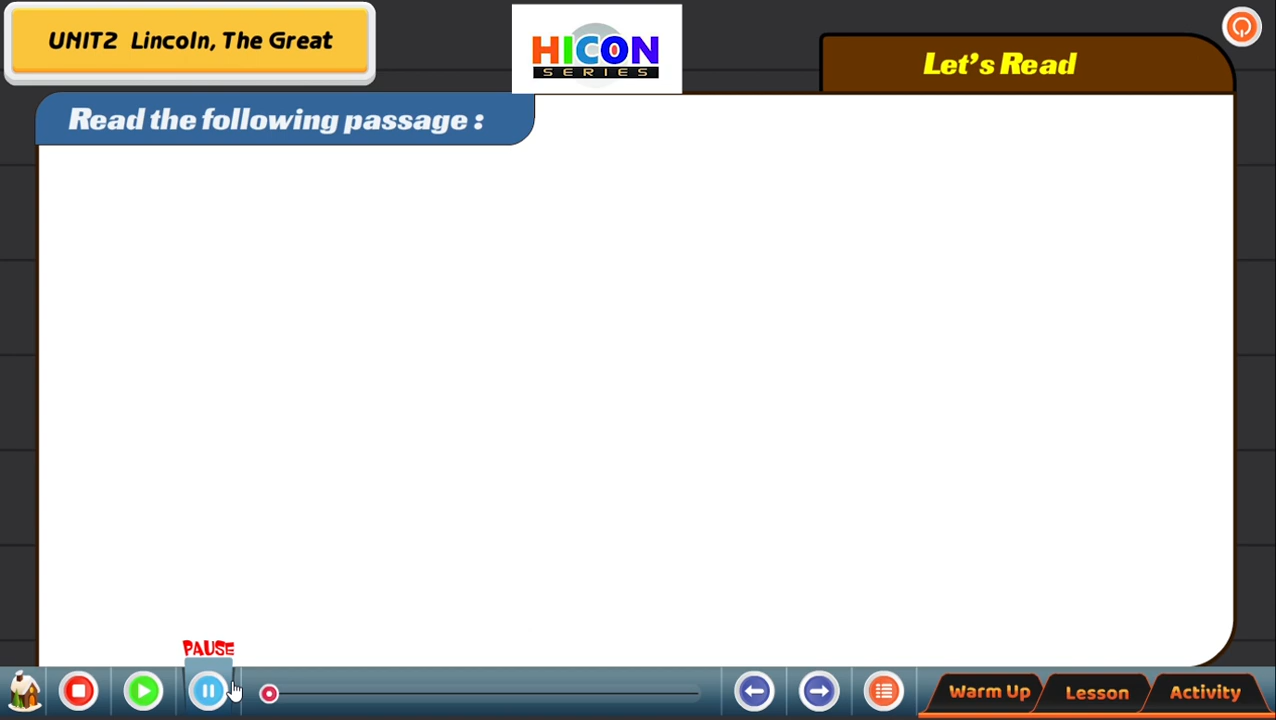 UNIT2 Lincoln, The Great
HICON
SERIES
Let's Read
Read the following passage :
PAUSE
Warm Up
Lesson
Activity